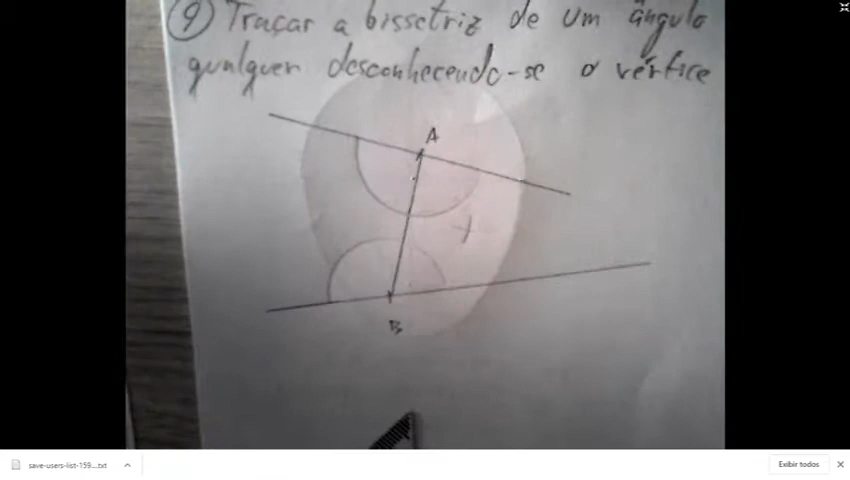 9 Traçar a bissetriz de um ângulo
qualquer desconhecendo-se o vértice
A
B
save-users-list-159....txt
Exibir todos